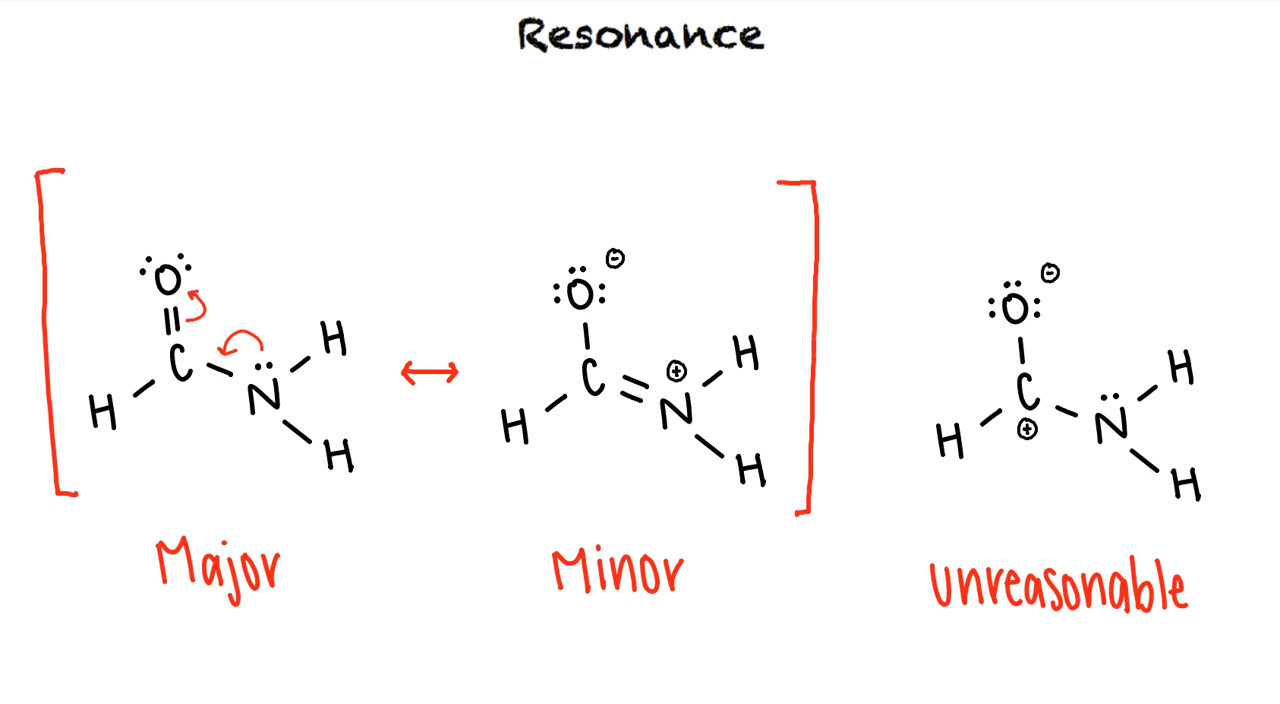 Resonance
O
C
H
N
H
H
O ⊖
C
H
N ⊕
H
H
O ⊖
C ⊕
H
N
H
H
Major
Minor
Unreasonable